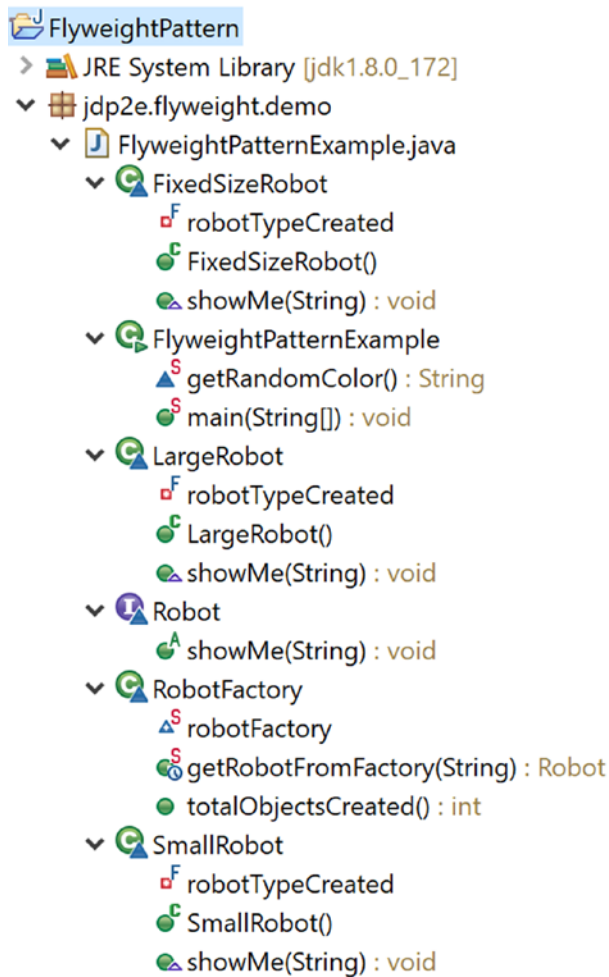 FlyweightPattern
JRE System Library [jdk1.8.0_172]
jdp2e.flyweight.demo
FlyweightPatternExample.java
FixedSizeRobot
robotTypeCreated
FixedSizeRobot()
showMe(String) : void
FlyweightPatternExample
getRandomColor() : String
main(String[]) : void
LargeRobot
robotTypeCreated
LargeRobot()
showMe(String) : void
Robot
showMe(String) : void
RobotFactory
robotFactory
getRobotFromFactory(String) : Robot
totalObjectsCreated() : int
SmallRobot
robotTypeCreated
SmallRobot()
showMe(String) : void